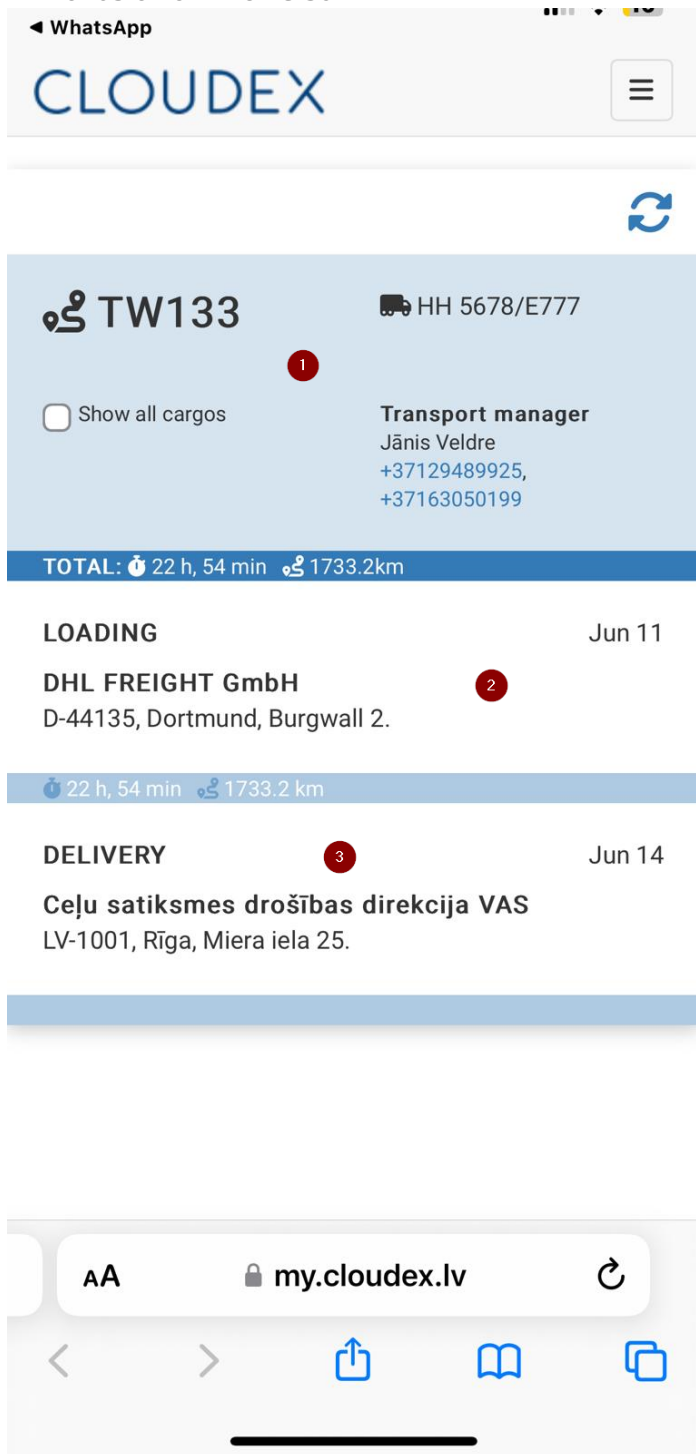 WhatsApp
CLOUDEX
TW133
HH 5678/E777
1
Show all cargos
Transport manager
Jānis Veldre
+37129489925,
+37163050199
TOTAL: 22 h, 54 min 1733.2km
LOADING Jun 11
DHL FREIGHT GmbH
2
D-44135, Dortmund, Burgwall 2.
22 h, 54 min 1733.2 km
DELIVERY 3 Jun 14
Ceļu satiksmes drošības direkcija VAS
LV-1001, Rīga, Miera iela 25.
AA my.cloudex.lv